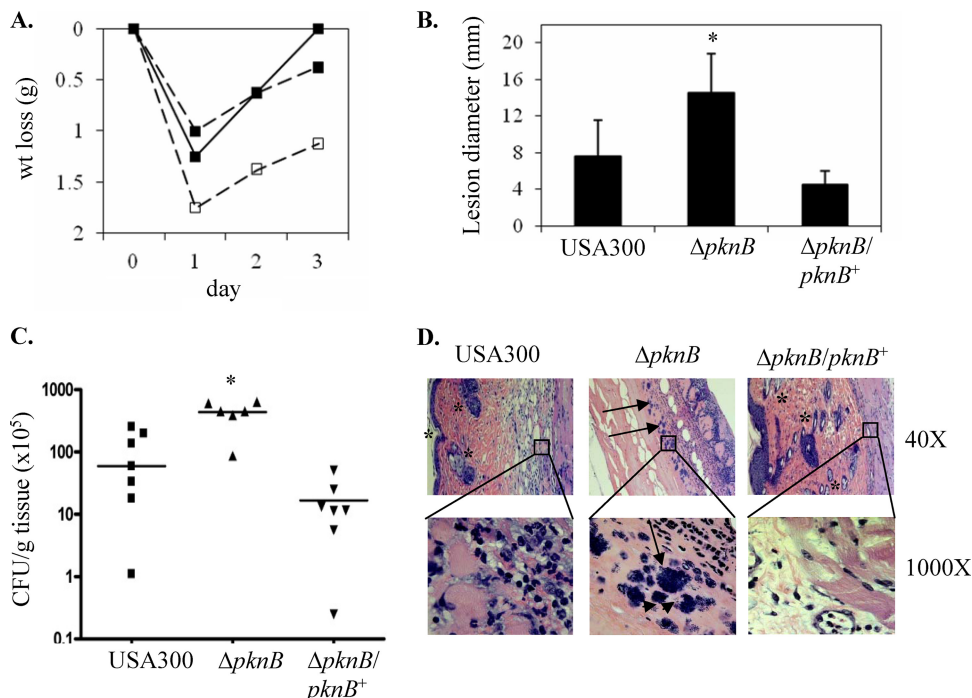 A.
0
0.5
1
1.5
2
wt loss (g)
0 1 2 3
day
B.
20
16
12
8
4
0
Lesion diameter (mm)
*
USA300 ΔpknB ΔpknB/
pknB+
C.
1000
100
10
1
0.1
CFU/g tissue (x10⁵)
*
USA300 ΔpknB ΔpknB/
pknB+
D.
USA300 ΔpknB ΔpknB/pknB+
* * * * * *
40X
1000X